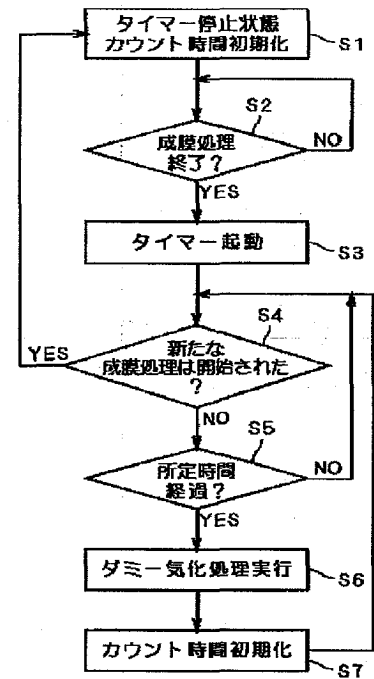 タイマー停止状態
カウント時間初期化
S1
S2
成膜処理
終了？
NO
YES
タイマー起動
S3
S4
新たな
成膜処理は開始された
？
YES
NO
S5
所定時間
経過？
NO
YES
ダミー気化処理実行
S6
カウント時間初期化
S7